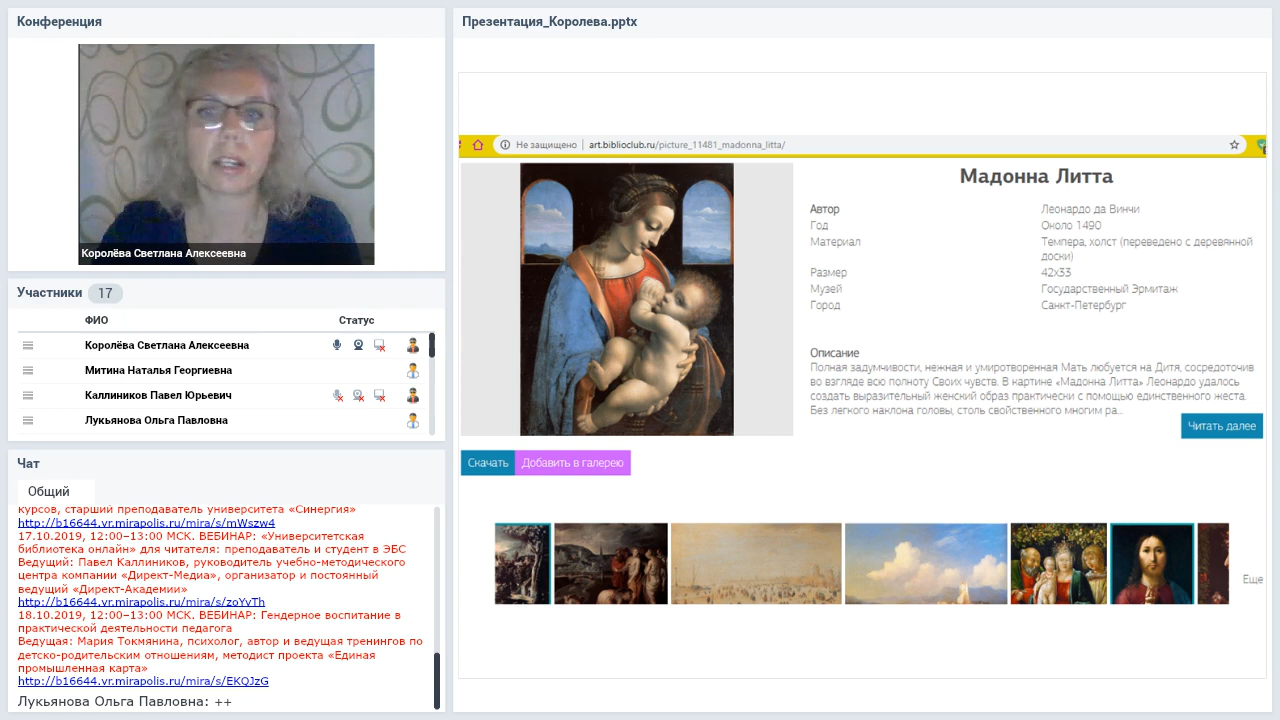 Конференция
Королёва Светлана Алексеевна
Участники 17
ФИО Статус
Королёва Светлана Алексеевна
Митина Наталья Георгиевна
Каллиников Павел Юрьевич
Лукьянова Ольга Павловна
Чат
Общий
курсов, старший преподаватель университета «Синергия»
http://b16644.vr.mirapolis.ru/mira/s/mWszw4
17.10.2019, 12:00–13:00 МСК. ВЕБИНАР: «Университетская
библиотека онлайн» для читателя: преподаватель и студент в ЭБС
Ведущий: Павел Каллиников, руководитель учебно-методического
центра компании «Директ-Медиа», организатор и постоянный
ведущий «Директ-Академии»
http://b16644.vr.mirapolis.ru/mira/s/zoYvTh
18.10.2019, 12:00–13:00 МСК. ВЕБИНАР: Гендерное воспитание в
практической деятельности педагога
Ведущая: Мария Токмянина, психолог, автор и ведущая тренингов по
детско-родительским отношениям, методист проекта «Единая
промышленная карта»
http://b16644.vr.mirapolis.ru/mira/s/EKQJzG
Лукьянова Ольга Павловна: ++
Презентация_Королева.pptx
Не защищено art.biblioclub.ru/picture_11481_madonna_litta/
Мадонна Литта
Автор Леонардо да Винчи
Год Около 1490
Материал Темпера, холст (переведено с деревянной
доски)
Размер 42x33
Музей Государственный Эрмитаж
Город Санкт-Петербург
Описание
Полная задумчивости, нежная и умиротворенная Мать любуется на Дитя, сосредоточив
во взгляде всю полноту Своих чувств. В картине «Мадонна Литта» Леонардо удалось
создать выразительный женский образ практически с помощью единственного жеста.
Без легкого наклона головы, столь свойственного многим ра...
Читать далее
Скачать Добавить в галерею
Еще